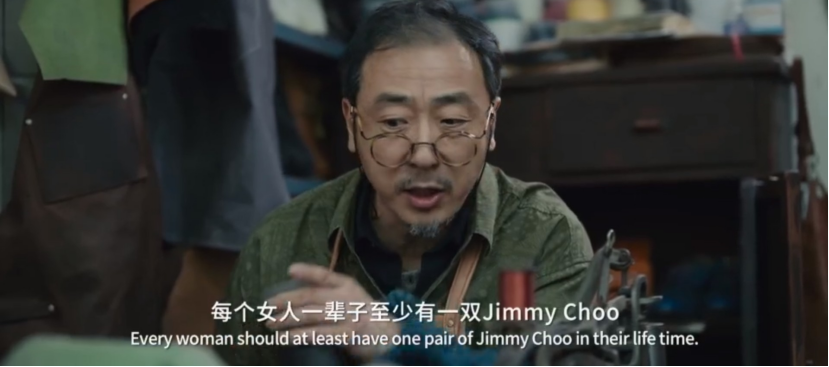 每个女人一辈子至少有一双Jimmy Choo
Every woman should at least have one pair of Jimmy Choo in their life time.